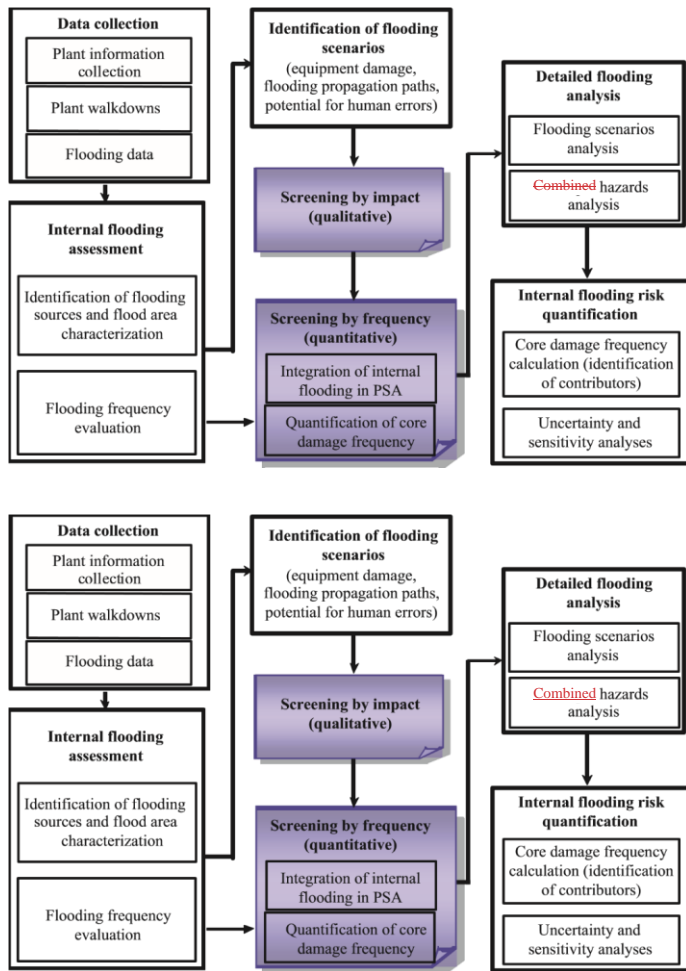 Data collection
Plant information
collection
Plant walkdowns
Flooding data
Internal flooding
assessment
Identification of flooding
sources and flood area
characterization
Flooding frequency
evaluation
Identification of flooding
scenarios
(equipment damage,
flooding propagation paths,
potential for human errors)
Screening by impact
(qualitative)
Screening by frequency
(quantitative)
Integration of internal
flooding in PSA
Quantification of core
damage frequency
Detailed flooding
analysis
Flooding scenarios
analysis
Combined hazards
analysis
Internal flooding risk
quantification
Core damage frequency
calculation (identification
of contributors)
Uncertainty and
sensitivity analyses
Data collection
Plant information
collection
Plant walkdowns
Flooding data
Internal flooding
assessment
Identification of flooding
sources and flood area
characterization
Flooding frequency
evaluation
Identification of flooding
scenarios
(equipment damage,
flooding propagation paths,
potential for human errors)
Screening by impact
(qualitative)
Screening by frequency
(quantitative)
Integration of internal
flooding in PSA
Quantification of core
damage frequency
Detailed flooding
analysis
Flooding scenarios
analysis
Combined hazards
analysis
Internal flooding risk
quantification
Core damage frequency
calculation (identification
of contributors)
Uncertainty and
sensitivity analyses